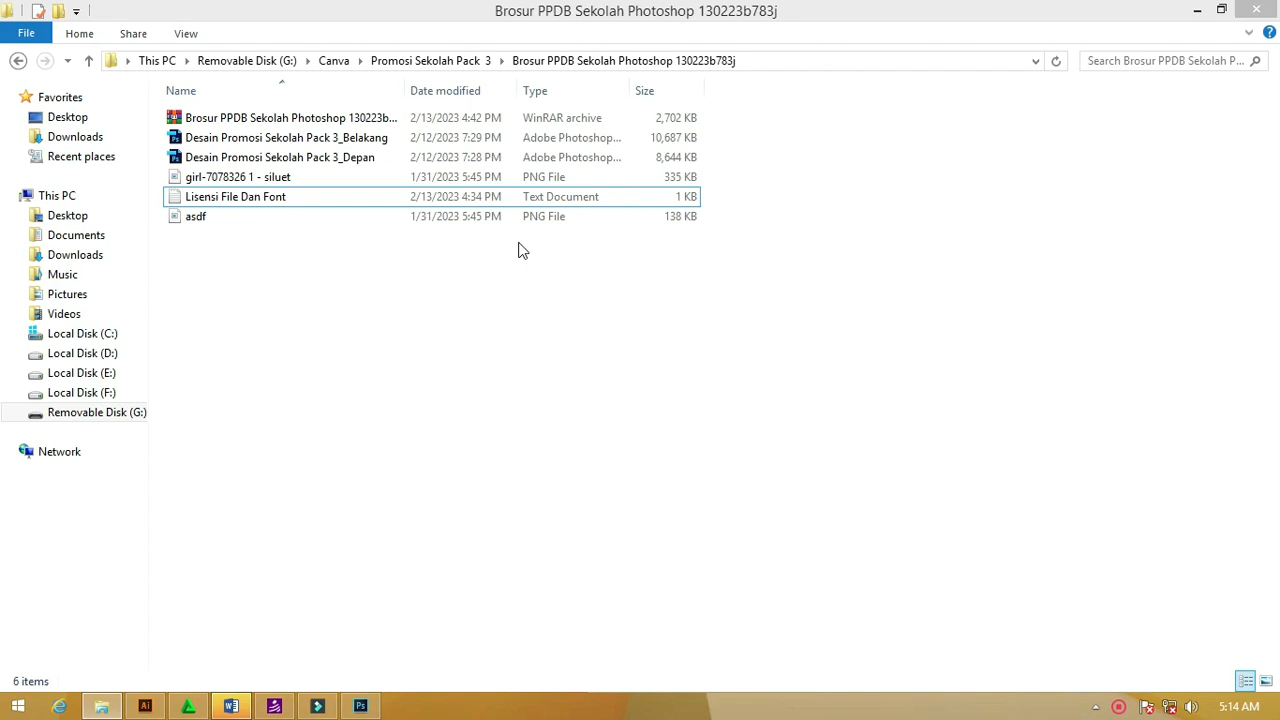 Brosur PPDB Sekolah Photoshop 130223b783j
File Home Share View
This PC Removable Disk (G:) Canva Promosi Sekolah Pack 3 Brosur PPDB Sekolah Photoshop 130223b783j Search Brosur PPDB Sekolah P...
Name Date modified Type Size
Brosur PPDB Sekolah Photoshop 130223b... 2/13/2023 4:42 PM WinRAR archive 2,702 KB
Desain Promosi Sekolah Pack 3_Belakang 2/12/2023 7:29 PM Adobe Photoshop... 10,687 KB
Desain Promosi Sekolah Pack 3_Depan 2/12/2023 7:28 PM Adobe Photoshop... 8,644 KB
girl-7078326 1 - siluet 1/31/2023 5:45 PM PNG File 335 KB
Lisensi File Dan Font 2/13/2023 4:34 PM Text Document 1 KB
asdf 1/31/2023 5:45 PM PNG File 138 KB
Favorites
Desktop
Downloads
Recent places
This PC
Desktop
Documents
Downloads
Music
Pictures
Videos
Local Disk (C:)
Local Disk (D:)
Local Disk (E:)
Local Disk (F:)
Removable Disk (G:)
Network
6 items
Ai W Ps 5:14 AM